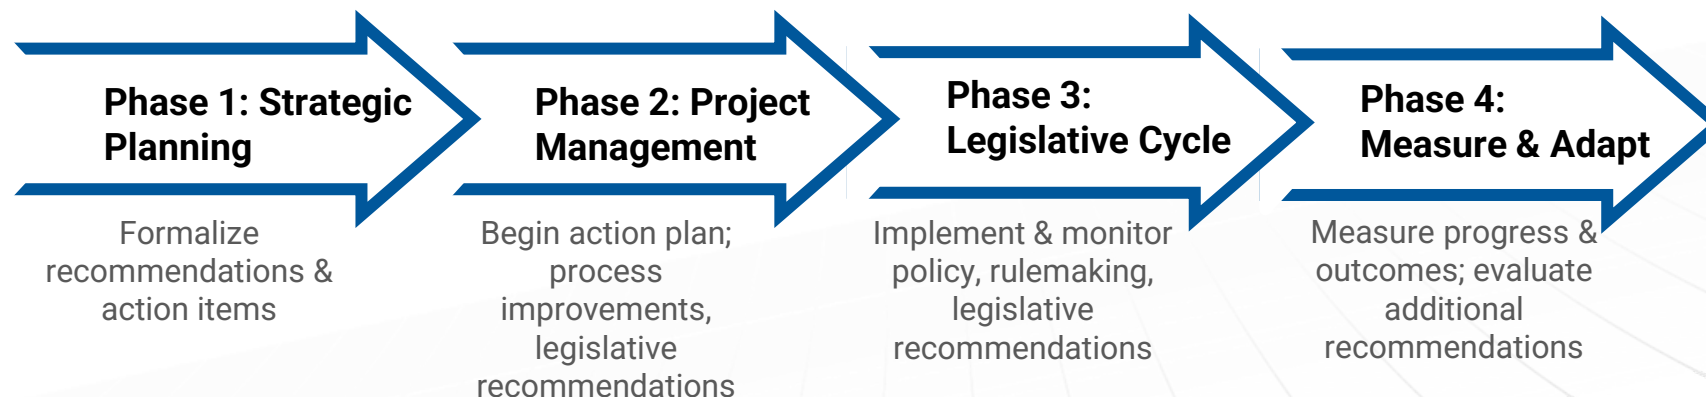 Phase 1: Strategic
Planning
Formalize
recommendations &
action items
Phase 2: Project
Management
Begin action plan;
process
improvements,
legislative
recommendations
Phase 3:
Legislative Cycle
Implement & monitor
policy, rulemaking,
legislative
recommendations
Phase 4:
Measure & Adapt
Measure progress &
outcomes; evaluate
additional
recommendations